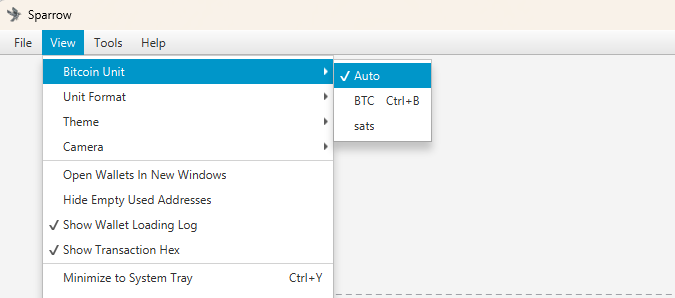 Sparrow
File View Tools Help
Bitcoin Unit
✓ Auto
Unit Format
BTC Ctrl+B
Theme
sats
Camera
Open Wallets In New Windows
Hide Empty Used Addresses
✓ Show Wallet Loading Log
✓ Show Transaction Hex
Minimize to System Tray Ctrl+Y